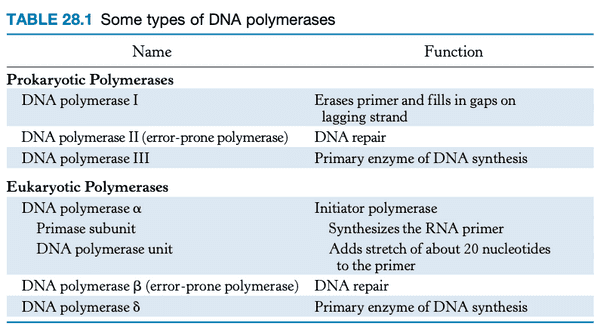 TABLE 28.1 Some types of DNA polymerases
Name Function
Prokaryotic Polymerases
DNA polymerase I Erases primer and fills in gaps on
lagging strand
DNA polymerase II (error-prone polymerase) DNA repair
DNA polymerase III Primary enzyme of DNA synthesis
Eukaryotic Polymerases
DNA polymerase α Initiator polymerase
Primase subunit Synthesizes the RNA primer
DNA polymerase unit Adds stretch of about 20 nucleotides
to the primer
DNA polymerase β (error-prone polymerase) DNA repair
DNA polymerase δ Primary enzyme of DNA synthesis